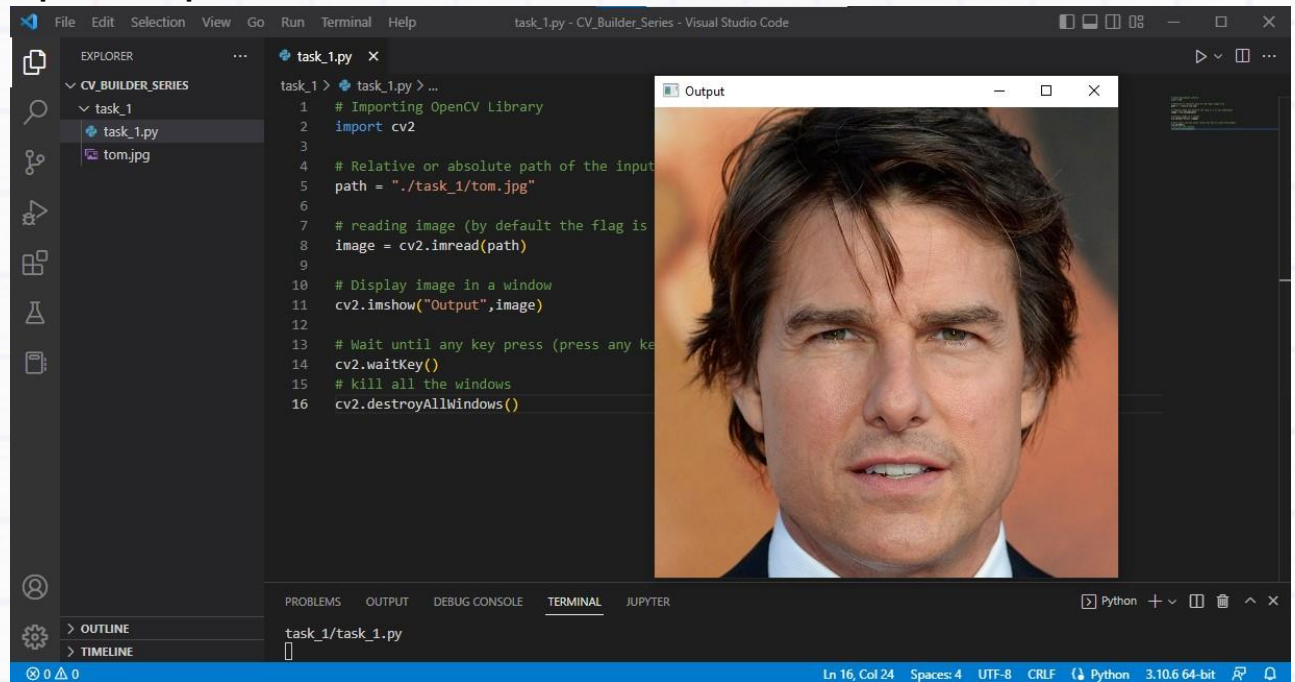 File Edit Selection View Go Run Terminal Help task_1.py - CV_Builder_Series - Visual Studio Code
EXPLORER ...
CV_BUILDER_SERIES
task_1
task_1.py
tom.jpg
OUTLINE
TIMELINE
task_1.py
task_1 > task_1.py > ...
1 # Importing OpenCV Library
2 import cv2
3
4 # Relative or absolute path of the input
5 path = "./task_1/tom.jpg"
6
7 # reading image (by default the flag is
8 image = cv2.imread(path)
9
10 # Display image in a window
11 cv2.imshow("Output",image)
12
13 # Wait until any key press (press any ke
14 cv2.waitKey()
15 # kill all the windows
16 cv2.destroyAllWindows()
Output
PROBLEMS OUTPUT DEBUG CONSOLE TERMINAL JUPYTER Python
task_1/task_1.py
0 0 Ln 16, Col 24 Spaces: 4 UTF-8 CRLF Python 3.10.6 64-bit